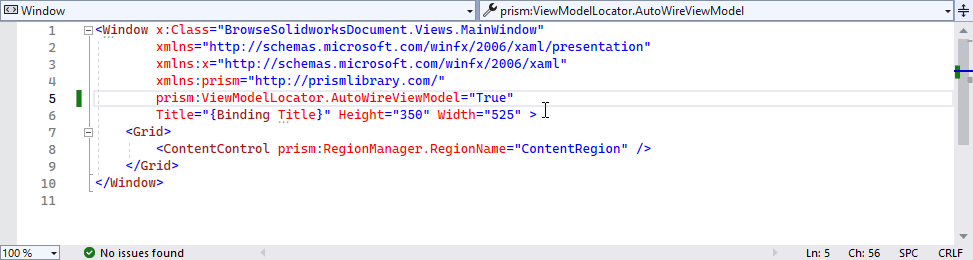 Window prism:ViewModelLocator.AutoWireViewModel
1 <Window x:Class="BrowseSolidworksDocument.Views.MainWindow"
2 xmlns="http://schemas.microsoft.com/winfx/2006/xaml/presentation"
3 xmlns:x="http://schemas.microsoft.com/winfx/2006/xaml"
4 xmlns:prism="http://prismlibrary.com/"
5 prism:ViewModelLocator.AutoWireViewModel="True"
6 Title="{Binding Title}" Height="350" Width="525" >
7 <Grid>
8 <ContentControl prism:RegionManager.RegionName="ContentRegion" />
9 </Grid>
10 </Window>
11
100 % No issues found Ln: 5 Ch: 56 SPC CRLF